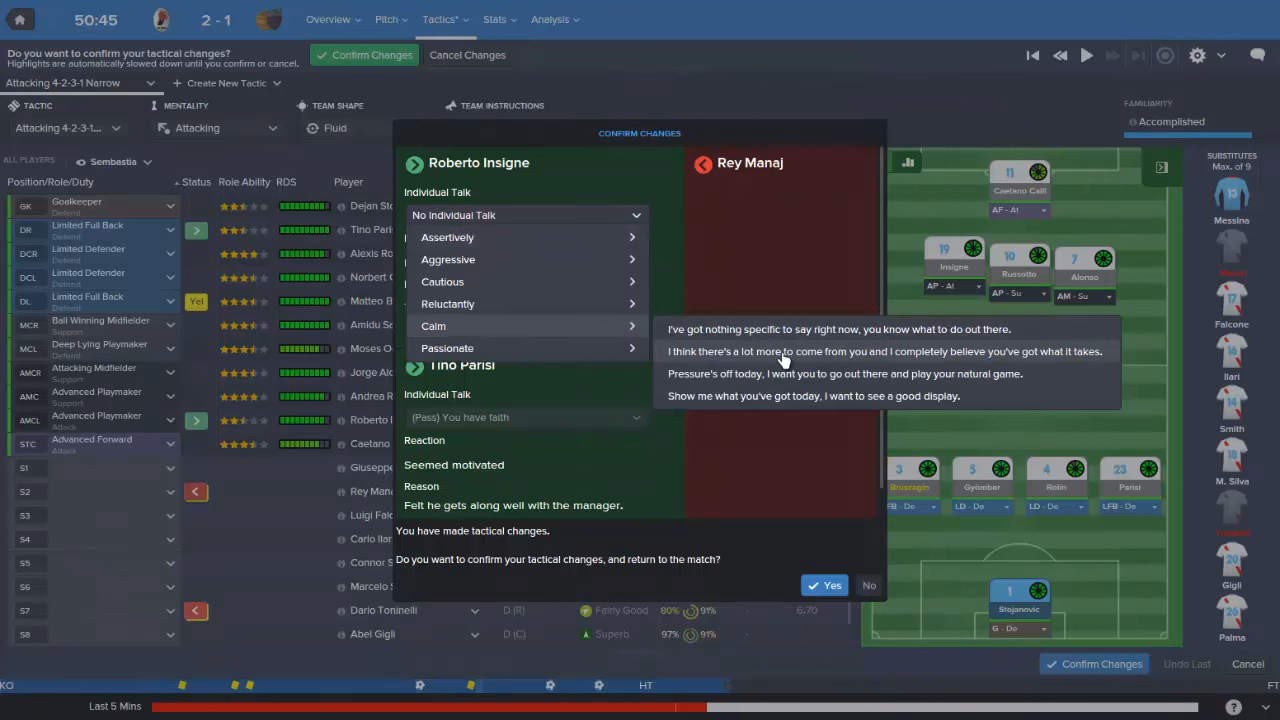 50:45
2 - 1
Overview
Pitch
Tactics*
Stats
Analysis
Do you want to confirm your tactical changes?
Highlights are automatically slowed down until you confirm or cancel.
Confirm Changes
Cancel Changes
Attacking 4-2-3-1 Narrow
Create New Tactic
TACTIC
MENTALITY
TEAM SHAPE
TEAM INSTRUCTIONS
FAMILIARITY
Attacking 4-2-3-1...
Attacking
Fluid
Accomplished
ALL PLAYERS
Sembastia
Position/Role/Duty
Status
Role Ability
RDS
Player
GK
Goalkeeper
Defend
DR
Limited Full Back
Defend
Tino Paris
DCR
Limited Defender
Defend
DCL
Limited Defender
Defend
Norbert G
DL
Limited Full Back
Defend
Yel
Matteo B
MCR
Ball Winning Midfielder
Support
Amidu Sa
MCL
Deep Lying Playmaker
Support
Moses O
AMCR
Attacking Midfielder
Support
AMC
Advanced Playmaker
Support
Andrea R
AMCL
Advanced Playmaker
Attack
Roberto I
STC
Advanced Forward
Attack
Caetano
S1
Giuseppe
S2
Rey Mana
S3
Luigi Falc
S4
Carlo Ilar
S5
Connor S
S6
Marcelo S
S7
Dario Toninelli
D (R)
Fairly Good
80%
91%
-
6.70
S8
Abel Gigli
D (C)
Superb
97%
91%
-
CONFIRM CHANGES
Roberto Insigne
Rey Manaj
Individual Talk
No Individual Talk
Assertively
Aggressive
Cautious
Reluctantly
Calm
Passionate
I've got nothing specific to say right now, you know what to do out there.
I think there's a lot more to come from you and I completely believe you've got what it takes.
Pressure's off today, I want you to go out there and play your natural game.
Show me what you've got today, I want to see a good display.
Tino Parisi
Individual Talk
(Pass) You have faith
Reaction
Seemed motivated
Reason
Felt he gets along well with the manager.
You have made tactical changes.
Do you want to confirm your tactical changes, and return to the match?
Yes
No
11
Caetano Calil
AF - At
19
Insigne
AP - At
10
Russotto
AP - Su
7
Alonso
AM - Su
3
Bruscagin
FB - De
5
Gyomber
LD - De
4
Rolin
LD - De
23
Parisi
LFB - De
1
Stojanovic
G - De
SUBSTITUTES
Max. of 9
13
Messina
17
Falcone
16
Ilari
14
Smith
18
M. Silva
20
Gigli
26
Palma
Confirm Changes
Undo Last
Cancel
KO
HT
FT
Last 5 Mins